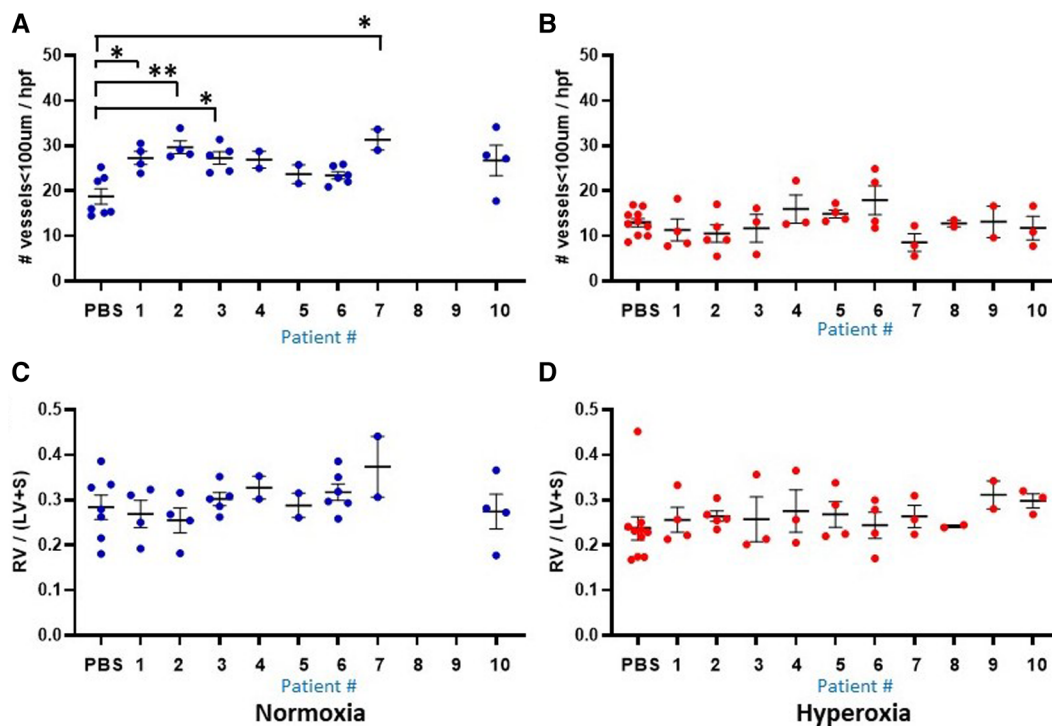 A
*
*
**
*
# vessels<100um / hpf
50
40
30
20
10
0
PBS 1 2 3 4 5 6 7 8 9 10
Patient #
B
# vessels<100um / hpf
50
40
30
20
10
0
PBS 1 2 3 4 5 6 7 8 9 10
Patient #
C
RV / (LV+S)
0.5
0.4
0.3
0.2
0.1
0.0
PBS 1 2 3 4 5 6 7 8 9 10
Patient #
Normoxia
D
RV / (LV+S)
0.5
0.4
0.3
0.2
0.1
0.0
PBS 1 2 3 4 5 6 7 8 9 10
Patient #
Hyperoxia